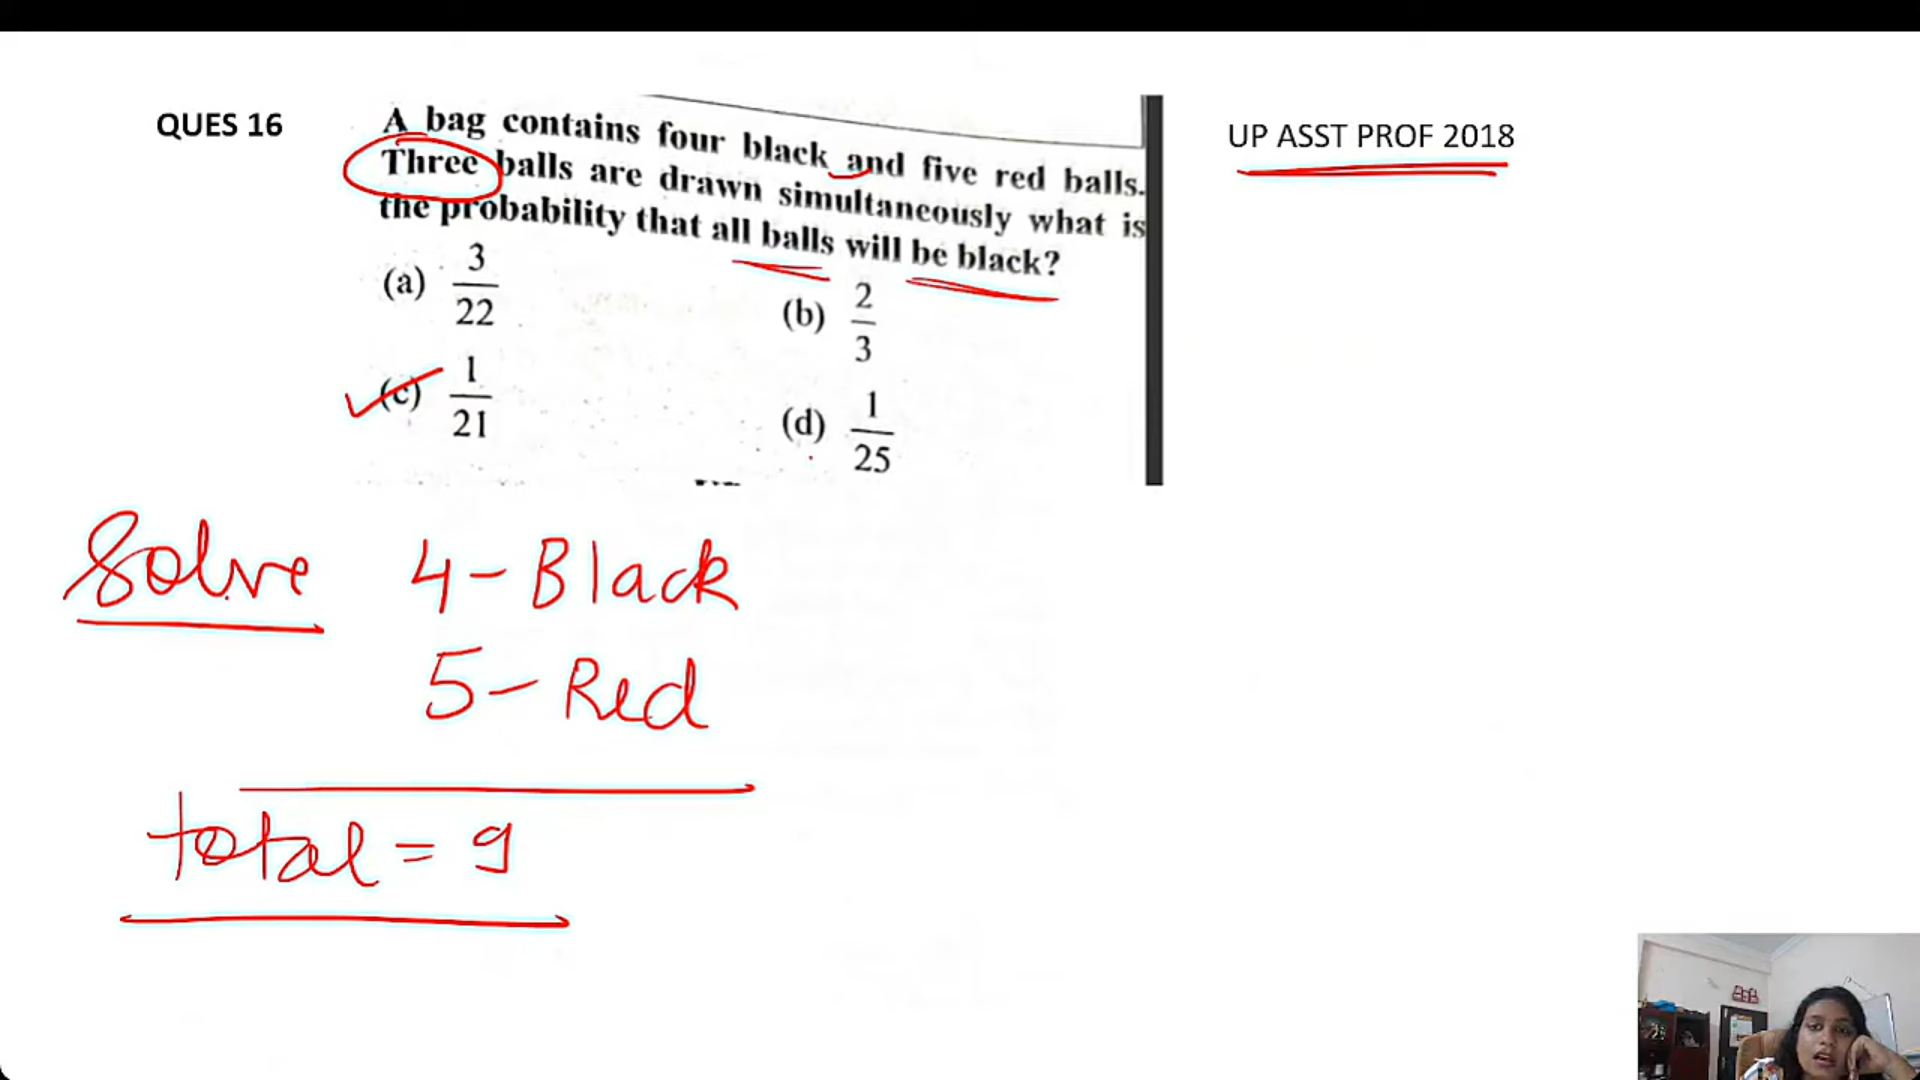 QUES 16
A bag contains four black and five red balls.
Three balls are drawn simultaneously what is
the probability that all balls will be black?
(a) 3/22
(b) 2/3
(c) 1/21
(d) 1/25
UP ASST PROF 2018
Solve 4-Black
5-Red
total = 9